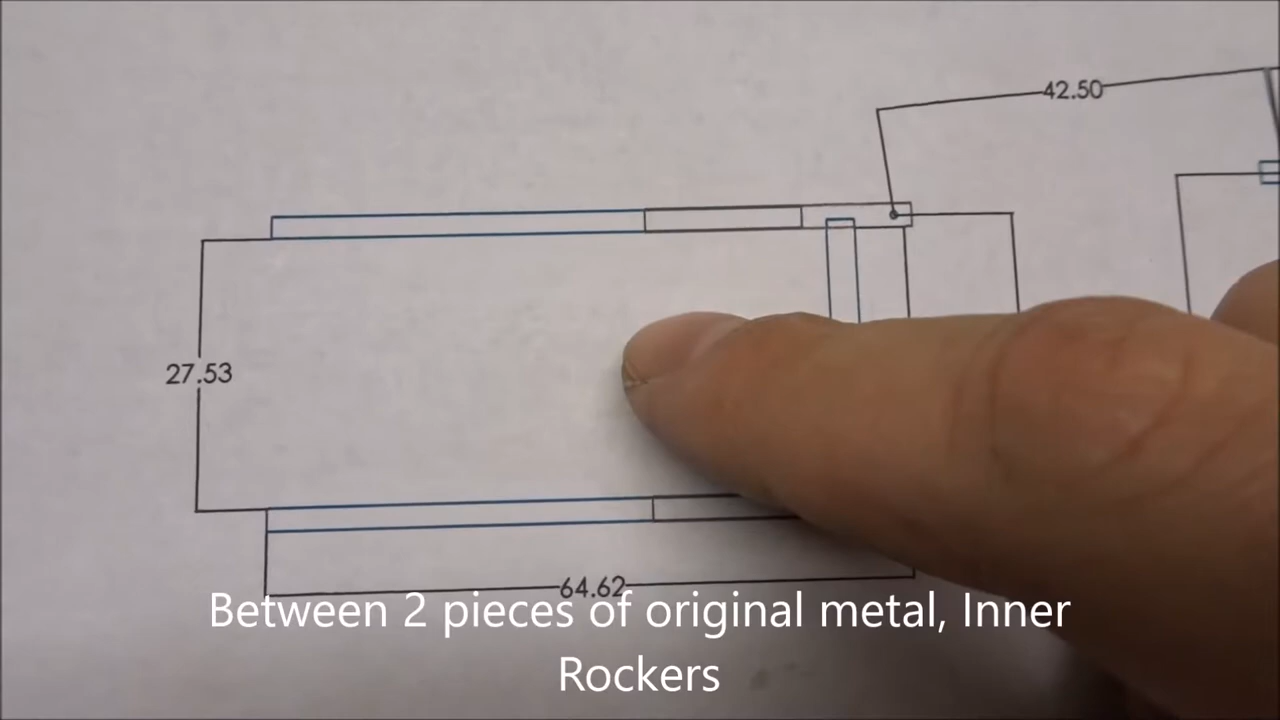 42.50
27.53
64.62
Between 2 pieces of original metal, Inner
Rockers